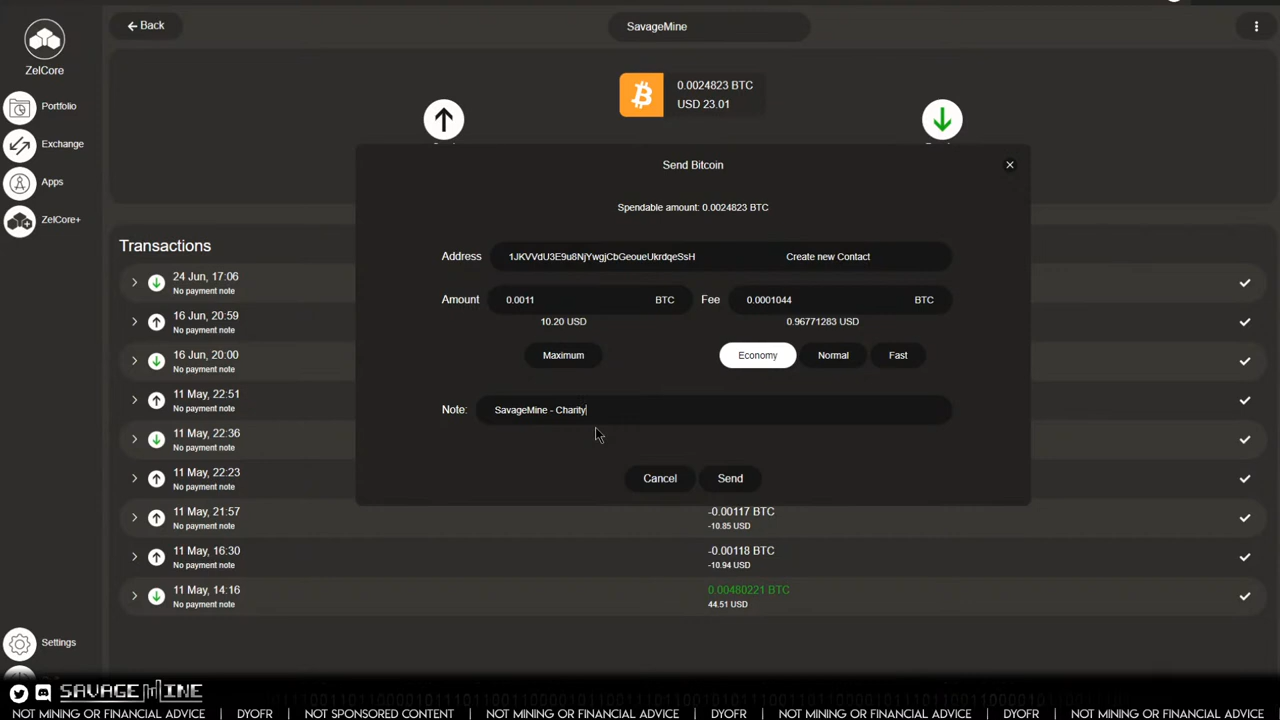 Back
SavageMine
ZelCore
Portfolio
Exchange
Apps
ZelCore+
0.0024823 BTC
USD 23.01
Send Bitcoin
Spendable amount: 0.0024823 BTC
Address 1JKVVdU3E9u8NjYwgjCbGeoueUkrdqeSsH Create new Contact
Amount 0.0011 BTC Fee 0.0001044 BTC
10.20 USD 0.96771283 USD
Maximum Economy Normal Fast
Note: SavageMine - Charity
Cancel Send
Transactions
24 Jun, 17:06
No payment note
16 Jun, 20:59
No payment note
16 Jun, 20:00
No payment note
11 May, 22:51
No payment note
11 May, 22:36
No payment note
11 May, 22:23
No payment note
11 May, 21:57 -0.00117 BTC
No payment note -10.85 USD
11 May, 16:30 -0.00118 BTC
No payment note -10.94 USD
11 May, 14:16 0.00480221 BTC
No payment note 44.51 USD
Settings
SAVAGEMINE
NOT MINING OR FINANCIAL ADVICE | DYOFR | NOT SPONSORED CONTENT | NOT MINING OR FINANCIAL ADVICE | DYOFR | NOT MINING OR FINANCIAL ADVICE | DYOFR | NOT MINING OR FINANCIAL ADVICE